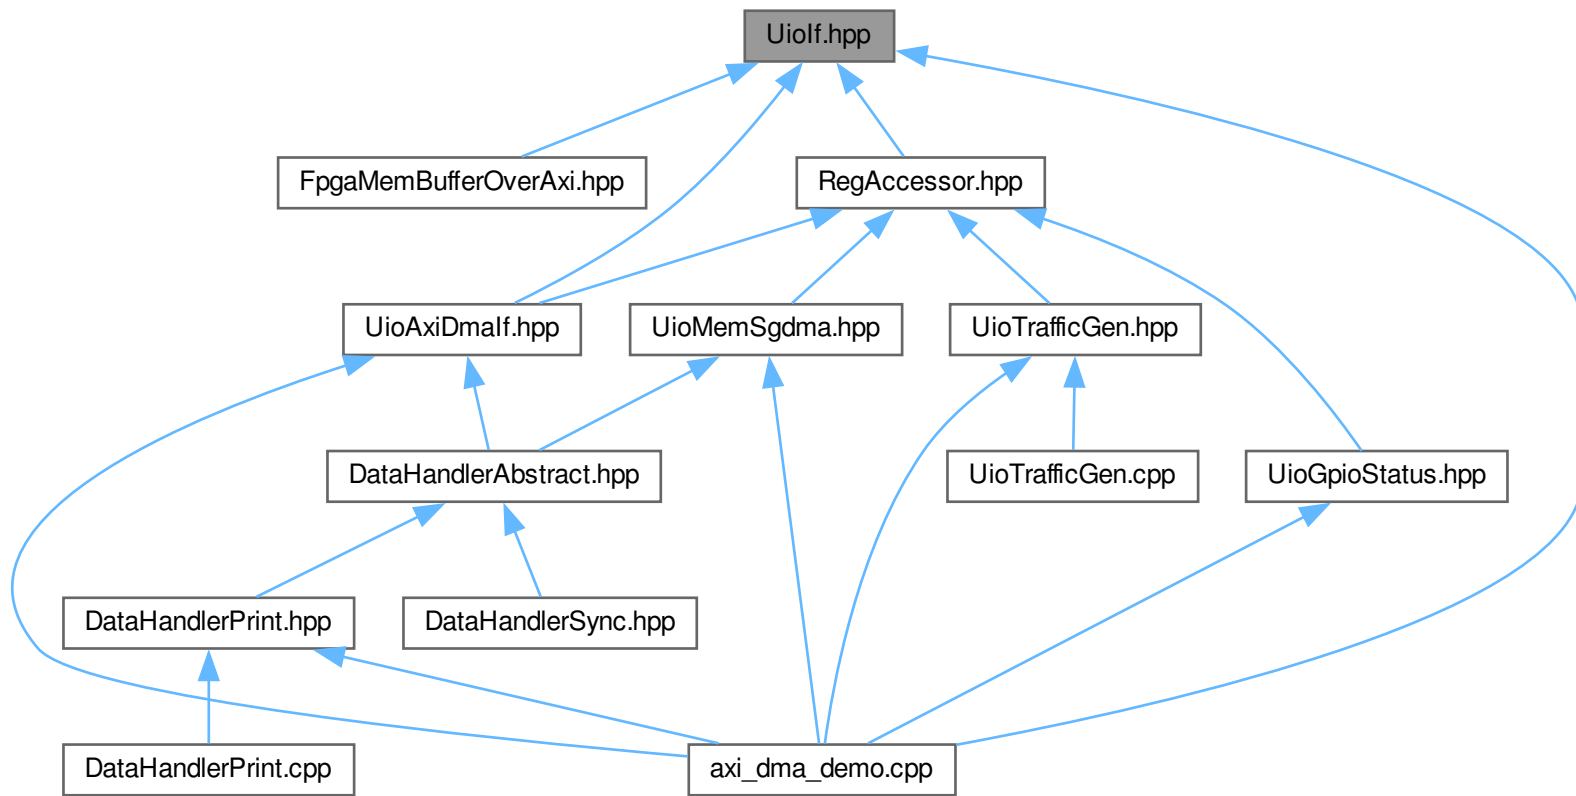 UioIf.hpp
FpgaMemBufferOverAxi.hpp
RegAccessor.hpp
UioAxiDmaIf.hpp
UioMemSgdma.hpp
UioTrafficGen.hpp
DataHandlerAbstract.hpp
UioTrafficGen.cpp
UioGpioStatus.hpp
DataHandlerPrint.hpp
DataHandlerSync.hpp
DataHandlerPrint.cpp
axi_dma_demo.cpp